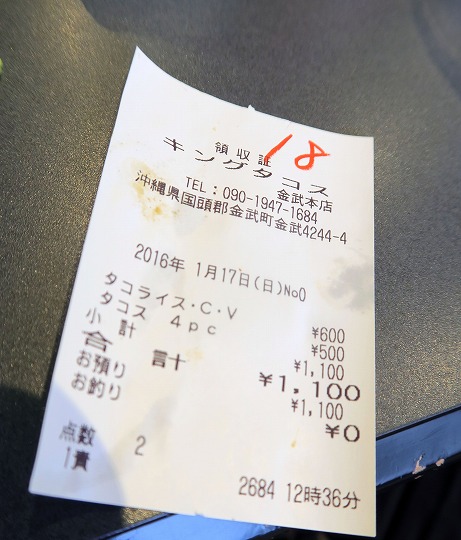 18
領収証
キングタコス
金武本店
TEL：090-1947-1684
沖縄県国頭郡金武町金武4244-4
2016年 1月17日(日)No0
タコライス・C・V ¥600
タコス 4pc ¥500
小 計 ¥1,100
合 計 ¥1,100
お預り ¥1,100
お釣り ¥0
点数 2
1責 2684 12時36分